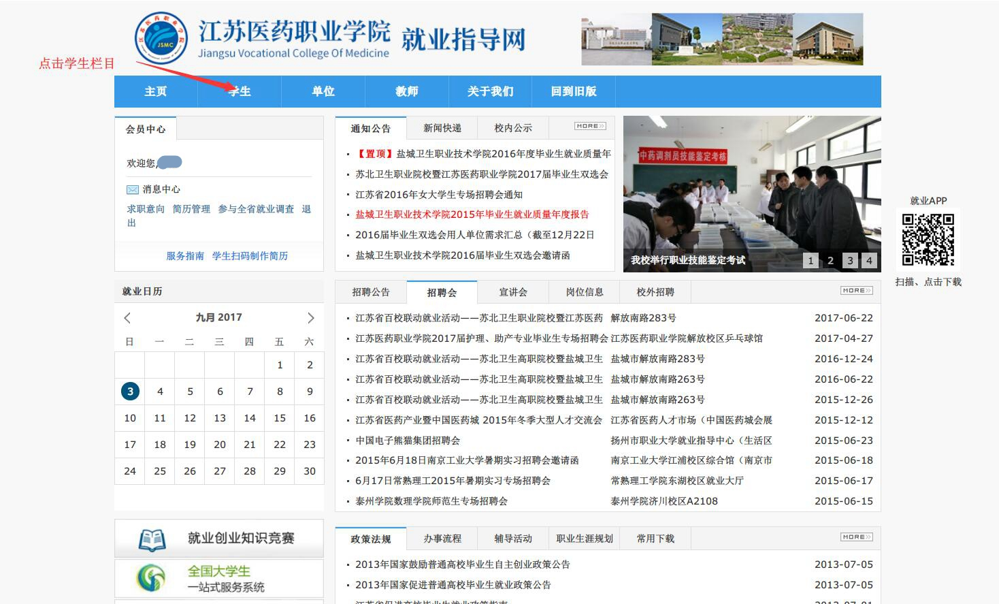 江苏医药职业学院 就业指导网
Jiangsu Vocational College Of Medicine
JSMC
点击学生栏目
主页 学生 单位 教师 关于我们 回到旧版
会员中心
欢迎您,
消息中心
求职意向 简历管理 参与全省就业调查 退
出
服务指南 学生扫码制作简历
通知公告 新闻快递 校内公示 MORE
【置顶】盐城卫生职业技术学院2016年度毕业生就业质量年
苏北卫生职业院校暨江苏医药职业学院2017届毕业生双选会
江苏省2016年女大学生专场招聘会通知
盐城卫生职业技术学院2015年毕业生就业质量年度报告
2016届毕业生双选会用人单位需求汇总（截至12月22日
盐城卫生职业技术学院2016届毕业生双选会邀请函
中药调剂员技能鉴定考核
我校举行职业技能鉴定考试 1 2 3 4
就业APP
扫描、点击下载
就业日历
九月 2017
日 一 二 三 四 五 六
1 2
3 4 5 6 7 8 9
10 11 12 13 14 15 16
17 18 19 20 21 22 23
24 25 26 27 28 29 30
招聘公告 招聘会 宣讲会 岗位信息 校外招聘 MORE
江苏省百校联动就业活动——苏北卫生职业院校暨江苏医药 解放南路283号 2017-06-22
江苏医药职业学院2017届护理、助产专业毕业生专场招聘会 江苏医药职业学院解放校区乒乓球馆 2017-04-27
江苏省百校联动就业活动——苏北卫生高职院校暨盐城卫生 盐城市解放南路283号 2016-12-24
江苏省百校联动就业活动——苏北卫生高职院校暨盐城卫生 盐城市解放南路263号 2016-06-22
江苏省百校联动就业活动——苏北卫生高职院校暨盐城卫生 盐城市解放南路263号 2015-12-26
江苏省医药产业暨中国医药城 2015年冬季大型人才交流会 江苏省医药人才市场（中国医药城会展 2015-12-12
中国电子熊猫集团招聘会 扬州市职业大学就业指导中心（生活区 2015-06-23
2015年6月18日南京工业大学暑期实习招聘会邀请函 南京工业大学江浦校区综合馆（南京市 2015-06-18
6月17日常熟理工2015年暑期实习专场招聘会 常熟理工学院东湖校区就业大厅 2015-06-17
泰州学院数理学院师范生专场招聘会 泰州学院济川校区A2108 2015-06-15
就业创业知识竞赛
全国大学生
一站式服务系统
政策法规 办事流程 辅导活动 职业生涯规划 常用下载 MORE
2013年国家鼓励普通高校毕业生自主创业政策公告 2013-07-05
2013年国家促进普通高校毕业生就业政策公告 2013-07-05